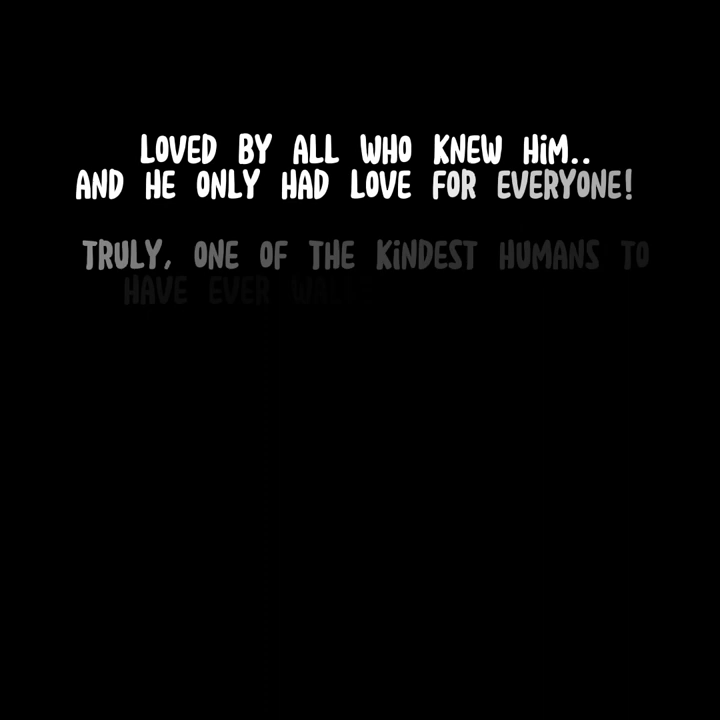 LOVED BY ALL WHO KNEW HiM..
AND HE ONLY HAD LOVE FOR EVERYONE!
TRULY, ONE OF THE KiNDEST HUMANS TO
HAVE EVER